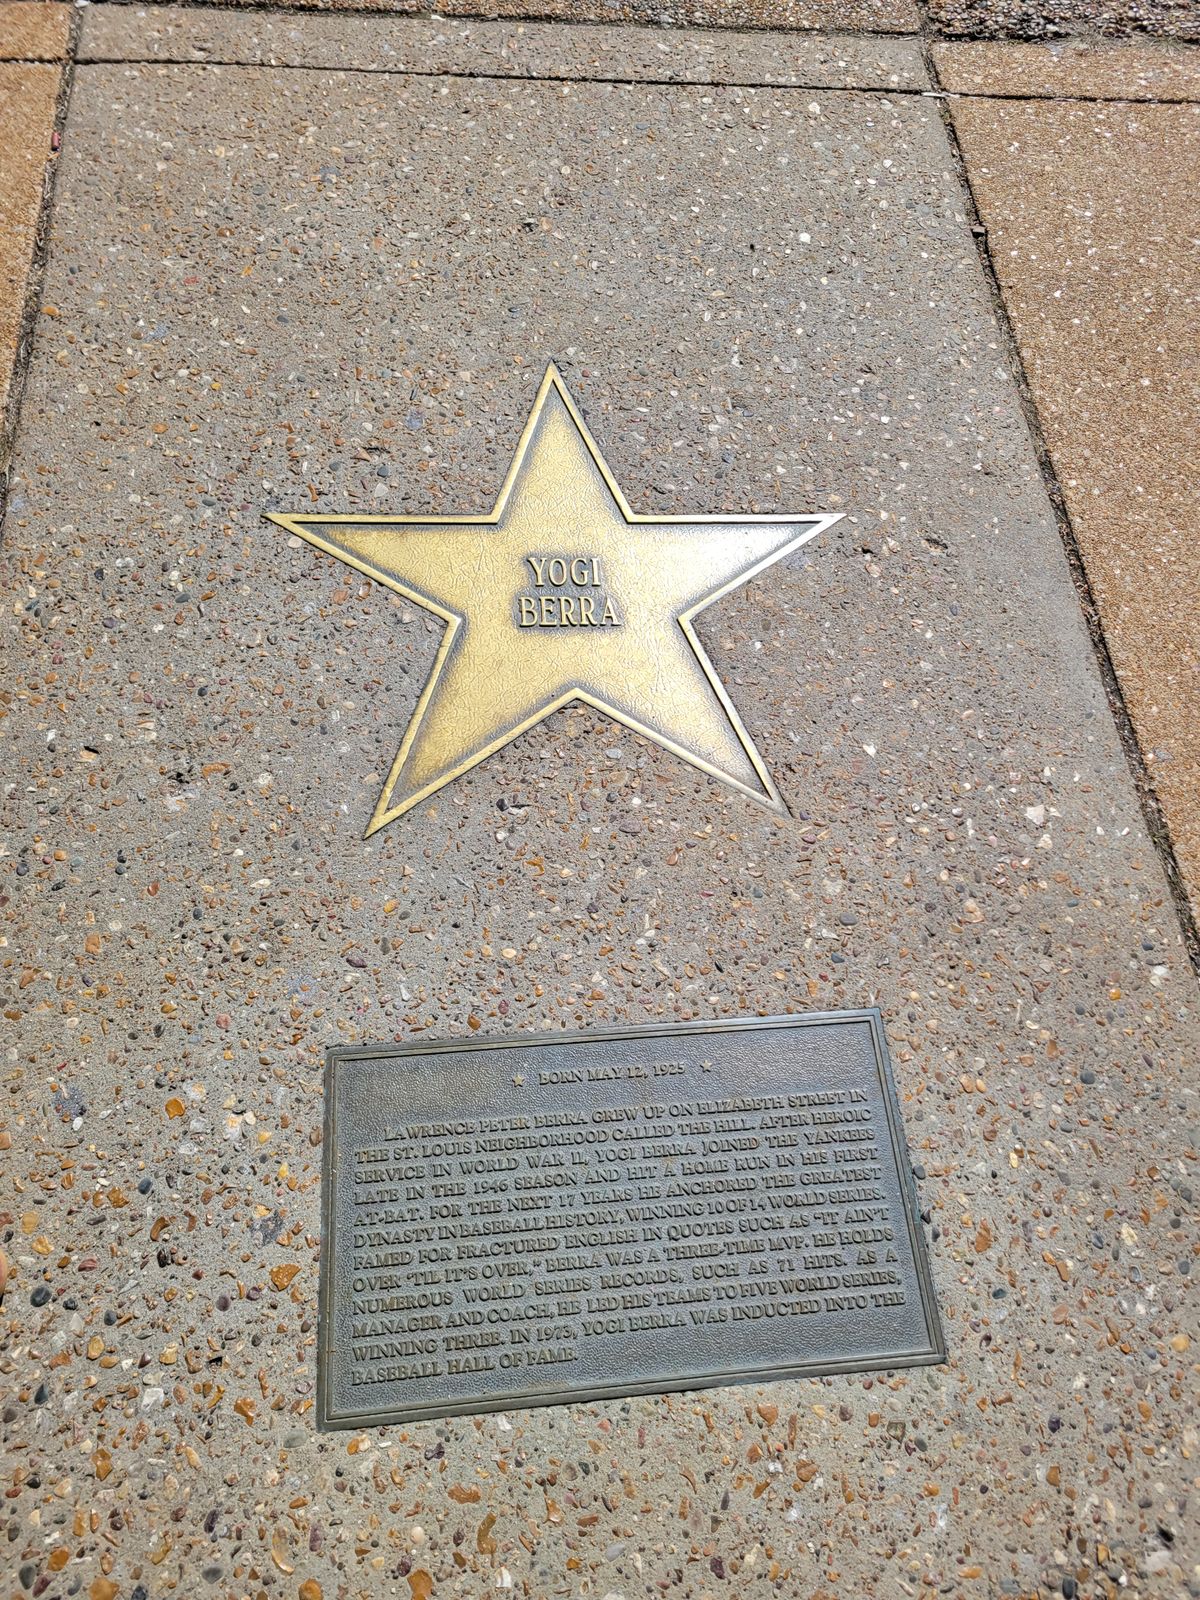 YOGI
BERRA
BORN MAY 12, 1925
LAWRENCE PETER BERRA GREW UP ON ELIZABETH STREET IN
THE ST. LOUIS NEIGHBORHOOD CALLED THE HILL. AFTER HEROIC
SERVICE IN WORLD WAR II, YOGI BERRA JOINED THE YANKEES
LATE IN THE 1946 SEASON AND HIT A HOME RUN IN HIS FIRST
AT-BAT. FOR THE NEXT 17 YEARS HE ANCHORED THE GREATEST
DYNASTY IN BASEBALL HISTORY, WINNING 10 OF 14 WORLD SERIES.
FAMED FOR FRACTURED ENGLISH IN QUOTES SUCH AS "IT AIN'T
OVER 'TIL IT'S OVER," BERRA WAS A THREE-TIME MVP. HE HOLDS
NUMEROUS WORLD SERIES RECORDS, SUCH AS 71 HITS. AS A
MANAGER AND COACH, HE LED HIS TEAMS TO FIVE WORLD SERIES,
WINNING THREE. IN 1973, YOGI BERRA WAS INDUCTED INTO THE
BASEBALL HALL OF FAME.